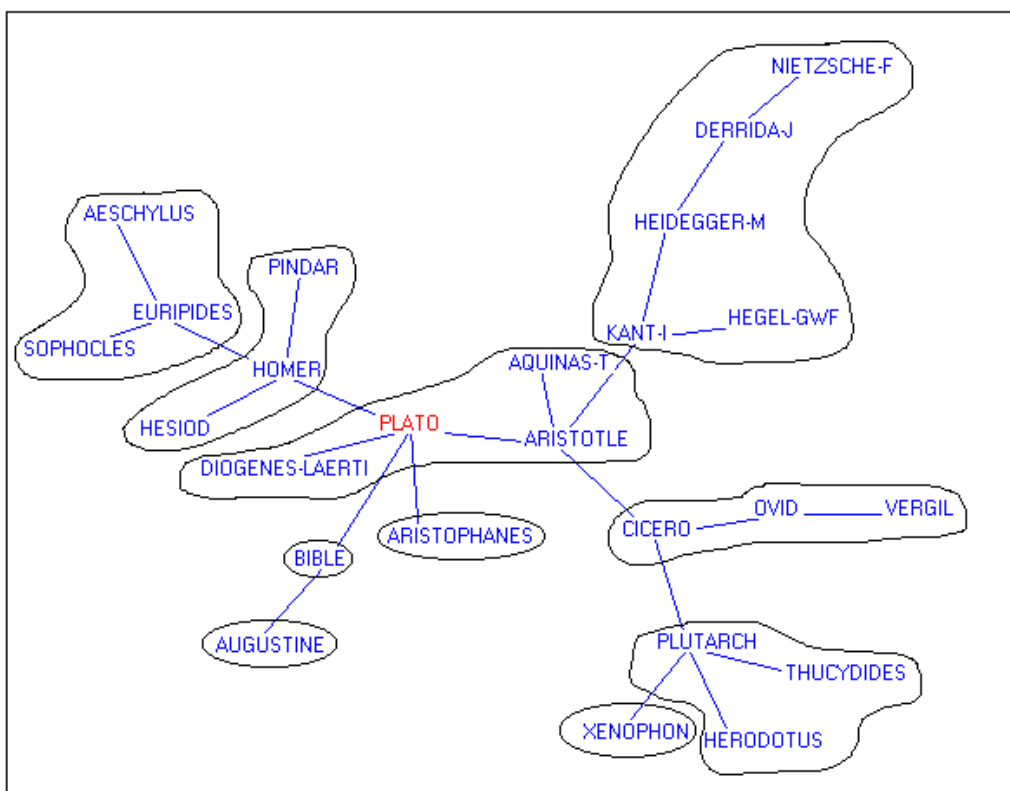 NIETZSCHE-F
DERRIDA-J
AESCHYLUS
HEIDEGGER-M
PINDAR
EURIPIDES
HEGEL-GWF
KANT-I
SOPHOCLES
AQUINAS-T
HOMER
PLATO
HESIOD
ARISTOTLE
DIOGENES-LAERTI
OVID
VERGIL
CICERO
ARISTOPHANES
BIBLE
AUGUSTINE
PLUTARCH
THUCYDIDES
XENOPHON
HERODOTUS